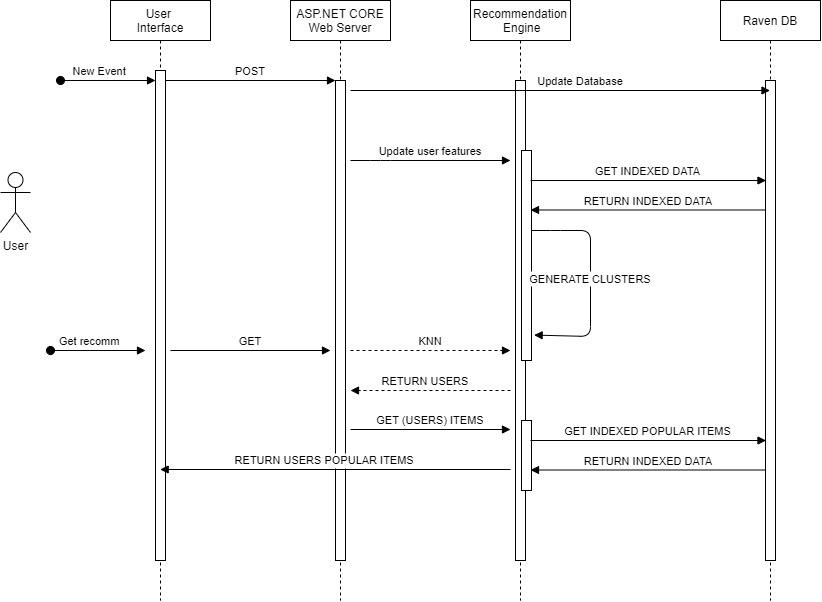 User
Interface
ASP.NET CORE
Web Server
Recommendation
Engine
Raven DB
New Event
POST
Update Database
Update user features
GET INDEXED DATA
RETURN INDEXED DATA
User
GENERATE CLUSTERS
Get recomm
GET
KNN
RETURN USERS
GET (USERS) ITEMS
GET INDEXED POPULAR ITEMS
RETURN USERS POPULAR ITEMS
RETURN INDEXED DATA